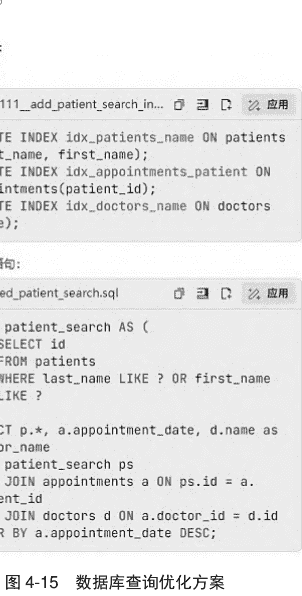 111__add_patient_search_in... 应用
TE INDEX idx_patients_name ON patients
t_name, first_name);
TE INDEX idx_appointments_patient ON
intments(patient_id);
TE INDEX idx_doctors_name ON doctors
e);
语句：
ed_patient_search.sql 应用
patient_search AS (
SELECT id
FROM patients
WHERE last_name LIKE ? OR first_name
LIKE ?
CT p.*, a.appointment_date, d.name as
or_name
patient_search ps
JOIN appointments a ON ps.id = a.
ent_id
JOIN doctors d ON a.doctor_id = d.id
R BY a.appointment_date DESC;
图 4-15 数据库查询优化方案